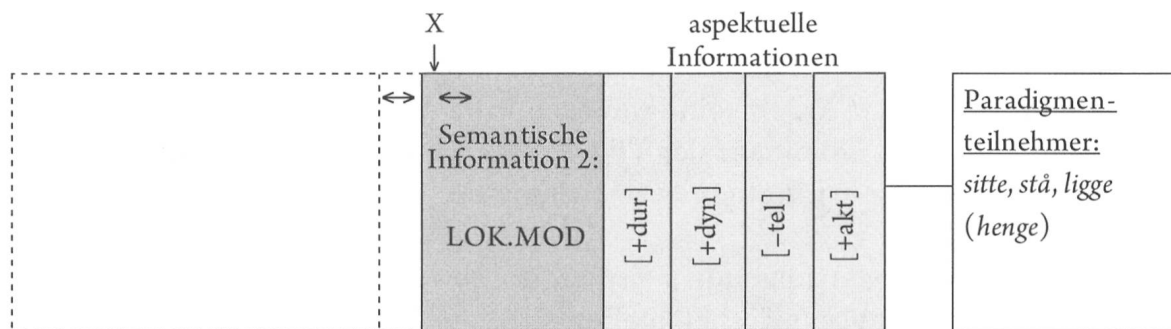 X
aspektuelle
Informationen
Semantische
Information 2:
LOK.MOD
[+dur]
[+dyn]
[−tel]
[+akt]
Paradigmen-
teilnehmer:
sitte, stå, ligge
(henge)